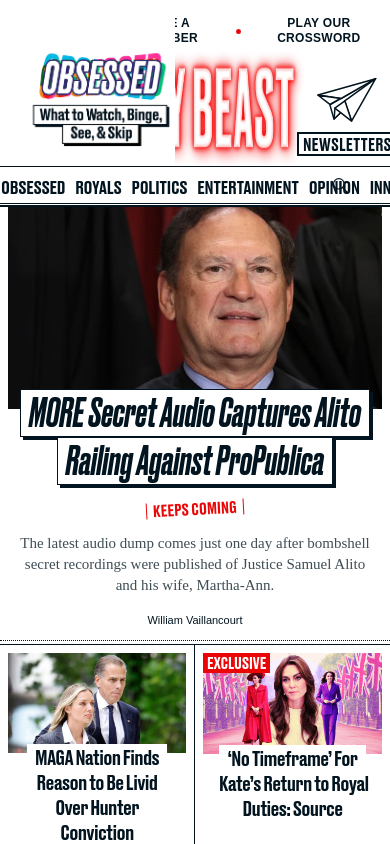 E A
BER
PLAY OUR
CROSSWORD
OBSESSED
What to Watch, Binge,
See, & Skip
Y BEAST
NEWSLETTERS
OBSESSED ROYALS POLITICS ENTERTAINMENT OPINION INN
MORE Secret Audio Captures Alito
Railing Against ProPublica
KEEPS COMING
The latest audio dump comes just one day after bombshell
secret recordings were published of Justice Samuel Alito
and his wife, Martha-Ann.
William Vaillancourt
MAGA Nation Finds
Reason to Be Livid
Over Hunter
Conviction
EXCLUSIVE
‘No Timeframe’ For
Kate’s Return to Royal
Duties: Source